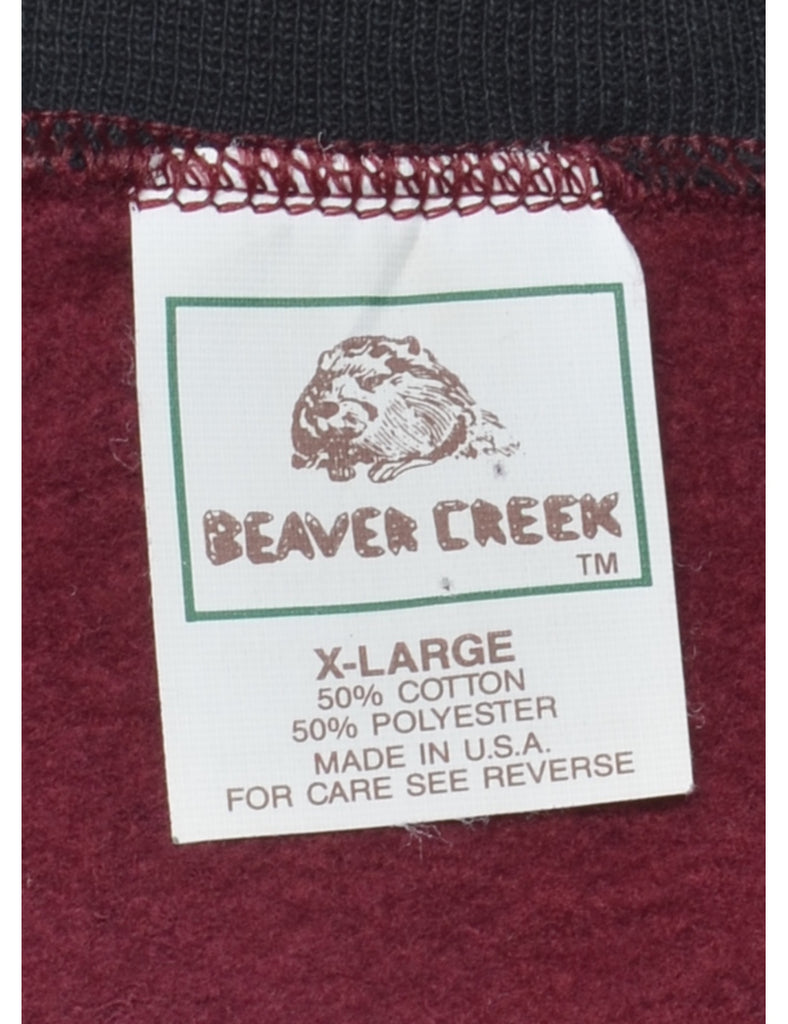 BEAVER CREEK
TM
X-LARGE
50% COTTON
50% POLYESTER
MADE IN U.S.A.
FOR CARE SEE REVERSE